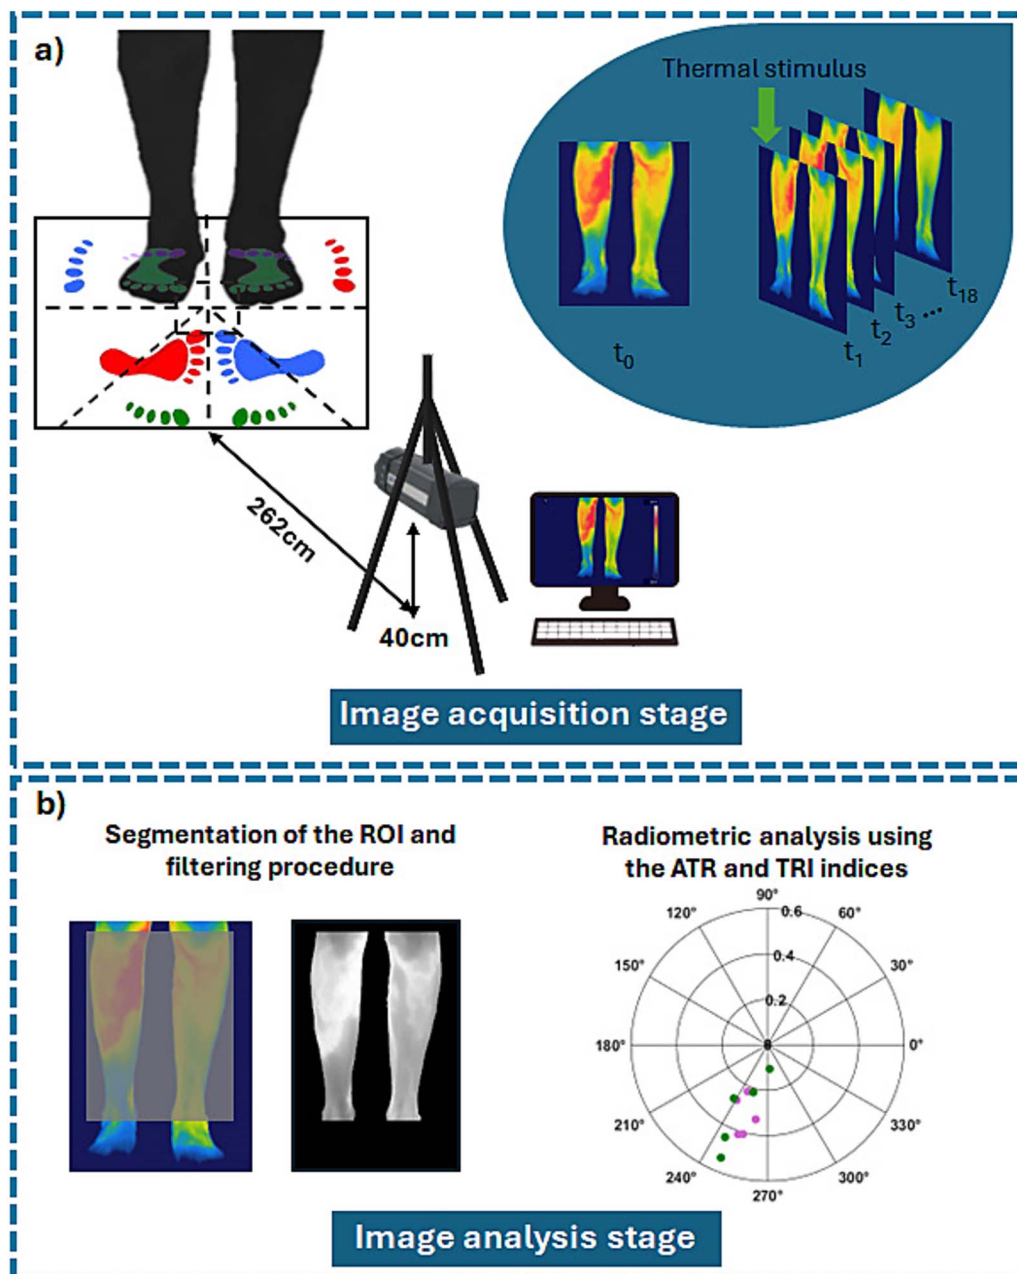 a)
Thermal stimulus
t0
t1
t2
t3 ...
t18
262cm
40cm
Image acquisition stage
b)
Segmentation of the ROI and
filtering procedure
Radiometric analysis using
the ATR and TRI indices
90°
120°
0.6
60°
0.4
150°
30°
0.2
180°
0°
210°
330°
240°
300°
270°
Image analysis stage